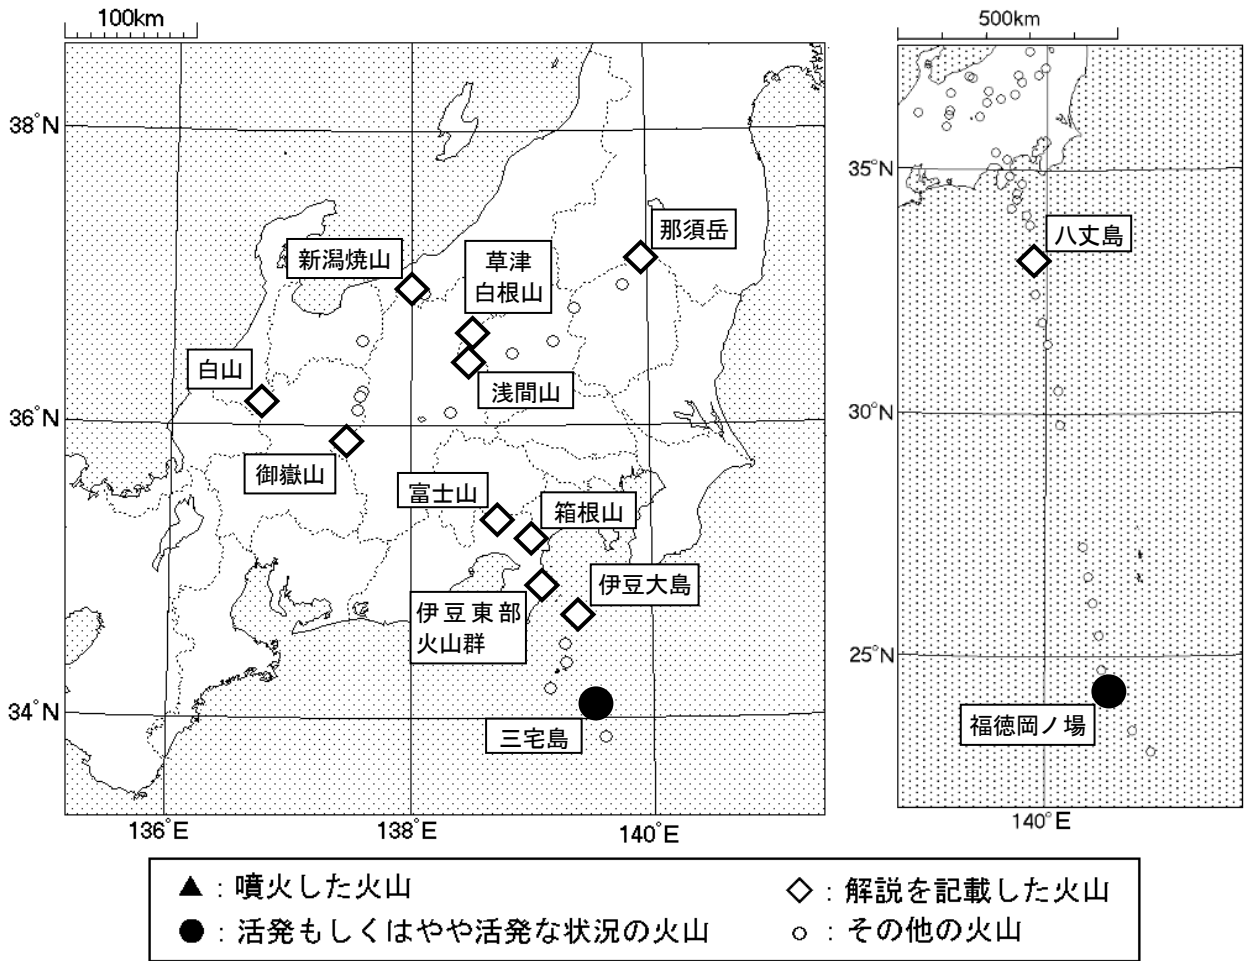 100km
500km
38°N
36°N
34°N
136°E
138°E
140°E
新潟焼山
草津
白根山
那須岳
白山
浅間山
御嶽山
富士山
箱根山
伊豆大島
伊豆東部
火山群
三宅島
35°N
30°N
25°N
140°E
八丈島
福徳岡ノ場
▲：噴火した火山
◇：解説を記載した火山
●：活発もしくはやや活発な状況の火山
○：その他の火山